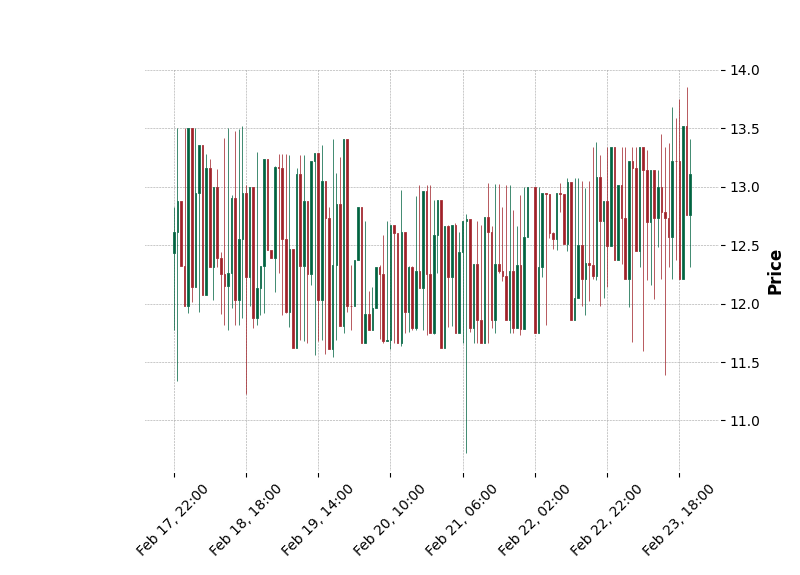 14.0
13.5
13.0
12.5
12.0
11.5
11.0
Price
Feb 17, 22:00
Feb 18, 18:00
Feb 19, 14:00
Feb 20, 10:00
Feb 21, 06:00
Feb 22, 02:00
Feb 22, 22:00
Feb 23, 18:00